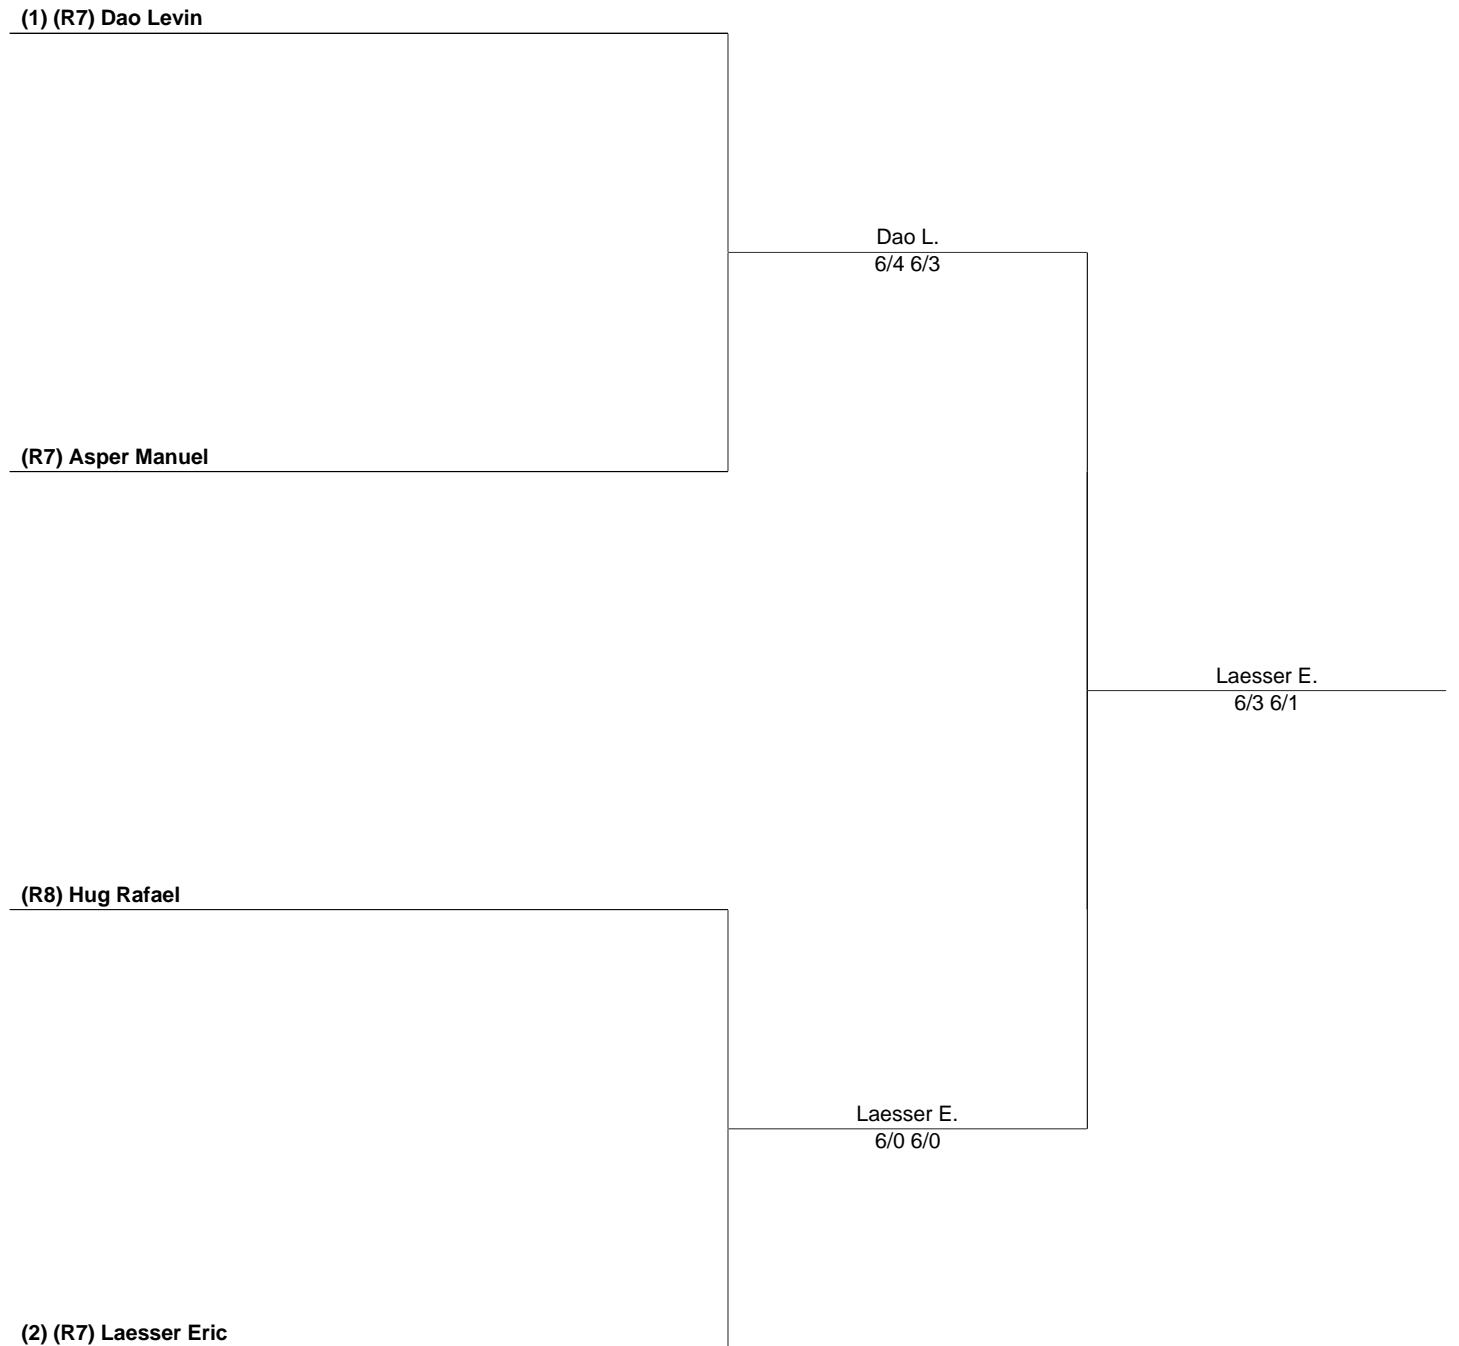 (1) (R7) Dao Levin
Dao L.
6/4 6/3
(R7) Asper Manuel
Laesser E.
6/3 6/1
(R8) Hug Rafael
Laesser E.
6/0 6/0
(2) (R7) Laesser Eric